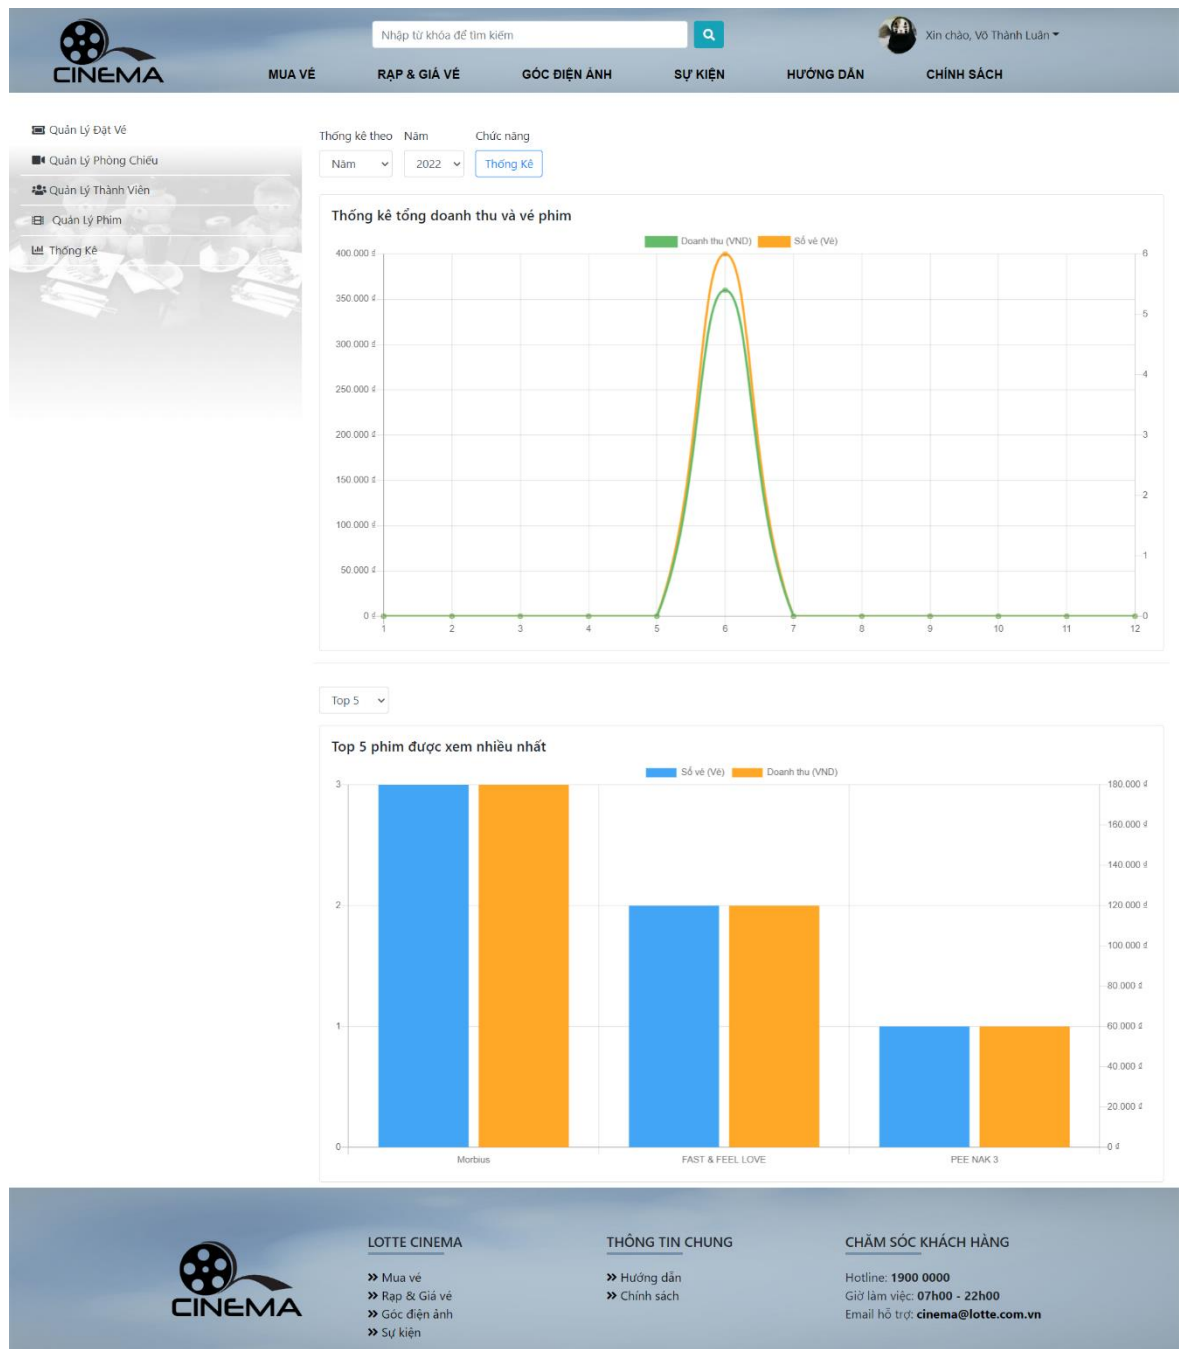 Nhập từ khóa để tìm kiếm
Xin chào, Võ Thành Luân
CINEMA
MUA VÉ RẠP & GIÁ VÉ GÓC ĐIỆN ẢNH SỰ KIỆN HƯỚNG DẪN CHÍNH SÁCH
Quản Lý Đặt Vé
Quản Lý Phòng Chiếu
Quản Lý Thành Viên
Quản Lý Phim
Thống Kê
Thống kê theo Năm Chức năng
Năm 2022 Thống Kê
Thống kê tổng doanh thu và vé phim
Doanh thu (VND) Số vé (Vé)
400.000 đ 6
350.000 đ
5
300.000 đ
4
250.000 đ
200.000 đ 3
150.000 đ
2
100.000 đ
1
50.000 đ
0 đ 0
1 2 3 4 5 6 7 8 9 10 11 12
Top 5
Top 5 phim được xem nhiều nhất
Số vé (Vé) Doanh thu (VND)
3 180.000 đ
160.000 đ
140.000 đ
2 120.000 đ
100.000 đ
80.000 đ
1 60.000 đ
40.000 đ
20.000 đ
0 0 đ
Morbius FAST & FEEL LOVE PEE NAK 3
CINEMA
LOTTE CINEMA
Mua vé
Rạp & Giá vé
Góc điện ảnh
Sự kiện
THÔNG TIN CHUNG
Hướng dẫn
Chính sách
CHĂM SÓC KHÁCH HÀNG
Hotline: 1900 0000
Giờ làm việc: 07h00 - 22h00
Email hỗ trợ: cinema@lotte.com.vn